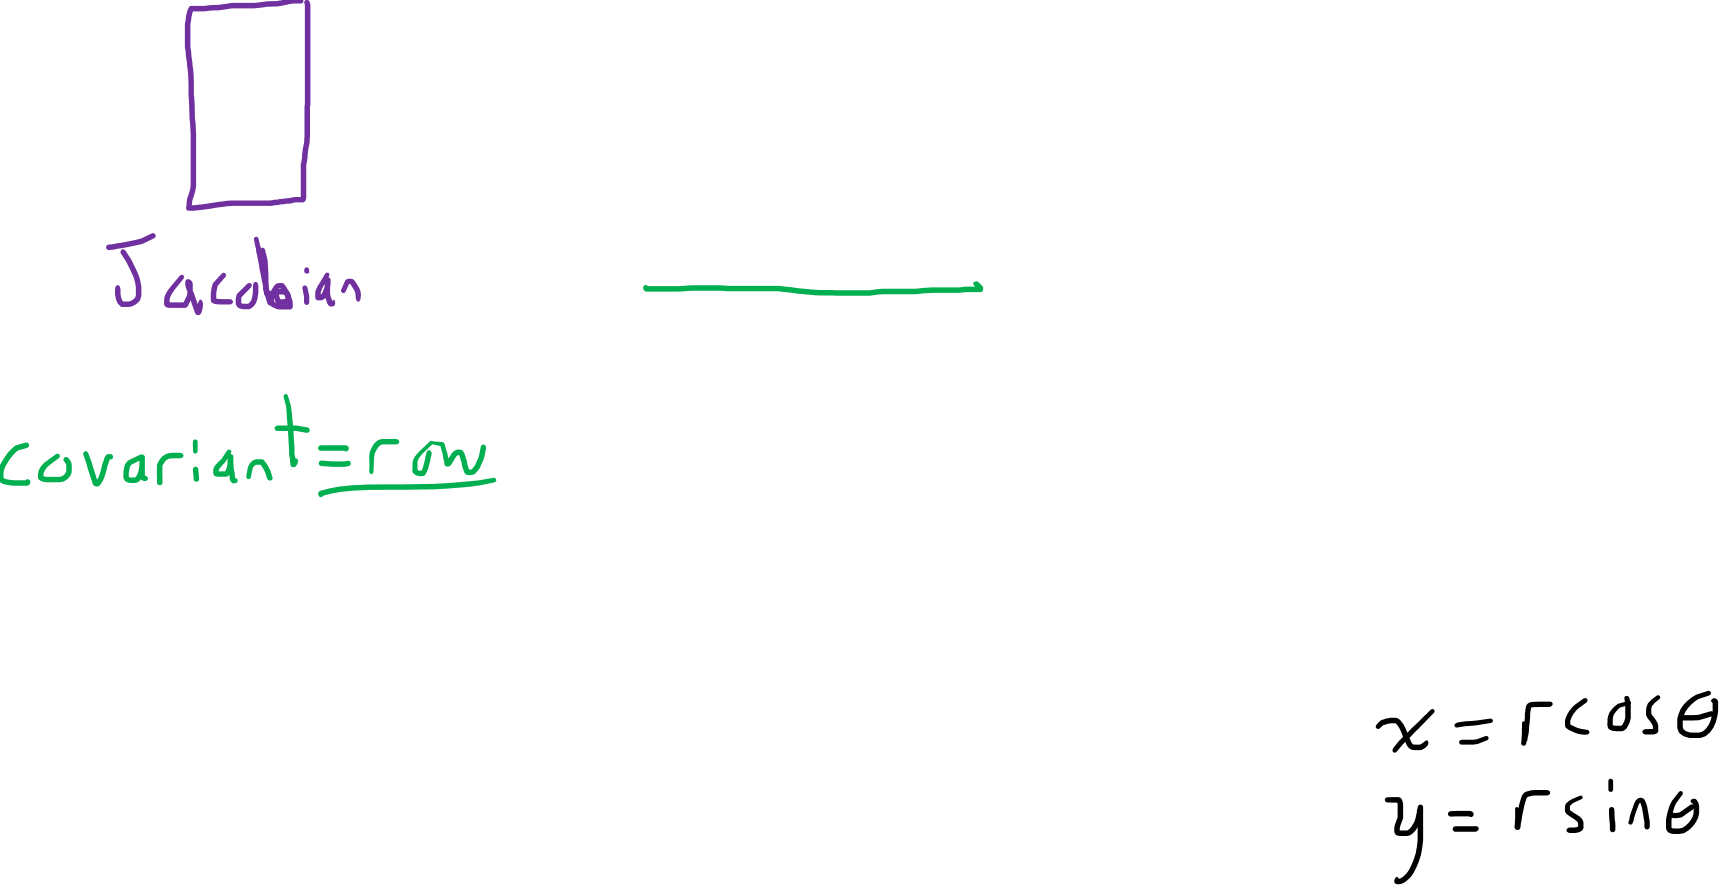 Jacobian
covariant = row
x = r cos θ
y = r sin θ